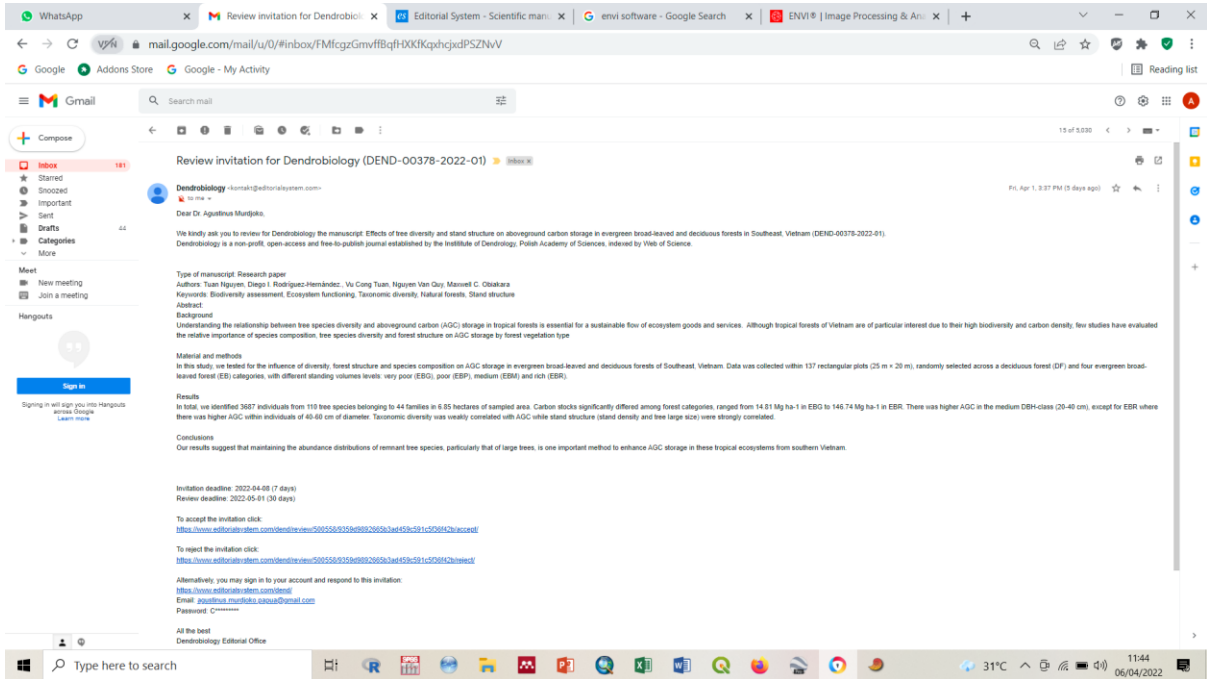 WhatsApp
Review invitation for Dendrobiol
Editorial System - Scientific manu
envi software - Google Search
ENVI® | Image Processing & Ana
VPN
mail.google.com/mail/u/0/#inbox/FMfcgzGmvffBqfHXKfKqxhcjxdPSZNvV
Google
Addons Store
Google - My Activity
Reading list
Gmail
Search mail
A
Compose
15 of 5,030
Inbox 181
Starred
Snoozed
Important
Sent
Drafts 44
Categories
More
Meet
New meeting
Join a meeting
Hangouts
Sign in
Signing in will sign you into Hangouts
across Google
Learn more
Review invitation for Dendrobiology (DEND-00378-2022-01) Inbox x
Dendrobiology <kontakt@editorialsystem.com> Fri, Apr 1, 3:37 PM (5 days ago)
to me
Dear Dr. Agustinus Murdjoko,
We kindly ask you to review for Dendrobiology the manuscript: Effects of tree diversity and stand structure on aboveground carbon storage in evergreen broad-leaved and deciduous forests in Southeast, Vietnam (DEND-00378-2022-01).
Dendrobiology is a non-profit, open-access and free-to-publish journal established by the Institute of Dendrology, Polish Academy of Sciences, indexed by Web of Science.
Type of manuscript: Research paper
Authors: Tuan Nguyen, Diego I. Rodríguez-Hernández., Vu Cong Tuan, Nguyen Van Quy, Maxwell C. Obiakara
Keywords: Biodiversity assessment, Ecosystem functioning, Taxonomic diversity, Natural forests, Stand structure
Abstract:
Background
Understanding the relationship between tree species diversity and aboveground carbon (AGC) storage in tropical forests is essential for a sustainable flow of ecosystem goods and services. Although tropical forests of Vietnam are of particular interest due to their high biodiversity and carbon density, few studies have evaluated
the relative importance of species composition, tree species diversity and forest structure on AGC storage by forest vegetation type
Material and methods
In this study, we tested for the influence of diversity, forest structure and species composition on AGC storage in evergreen broad-leaved and deciduous forests of Southeast, Vietnam. Data was collected within 137 rectangular plots (25 m × 20 m), randomly selected across a deciduous forest (DF) and four evergreen broad-
leaved forest (EB) categories, with different standing volumes levels: very poor (EBG), poor (EBP), medium (EBM) and rich (EBR).
Results
In total, we identified 3687 individuals from 110 tree species belonging to 44 families in 6.85 hectares of sampled area. Carbon stocks significantly differed among forest categories, ranged from 14.81 Mg ha-1 in EBG to 146.74 Mg ha-1 in EBR. There was higher AGC in the medium DBH-class (20-40 cm), except for EBR where
there was higher AGC within individuals of 40-60 cm of diameter. Taxonomic diversity was weakly correlated with AGC while stand structure (stand density and tree large size) were strongly correlated.
Conclusions
Our results suggest that maintaining the abundance distributions of remnant tree species, particularly that of large trees, is one important method to enhance AGC storage in these tropical ecosystems from southern Vietnam.
Invitation deadline: 2022-04-08 (7 days)
Review deadline: 2022-05-01 (30 days)
To accept the invitation click:
https://www.editorialsystem.com/dend/review/500558/9359d9892665b3ad459c591c5f36f42b/accept/
To reject the invitation click:
https://www.editorialsystem.com/dend/review/500558/9359d9892665b3ad459c591c5f36f42b/reject/
Alternatively, you may sign in to your account and respond to this invitation:
https://www.editorialsystem.com/dend/
Email: agustinus.murdjoko.papua@gmail.com
Password: C*********
All the best
Dendrobiology Editorial Office
Type here to search
31°C
11:44
06/04/2022